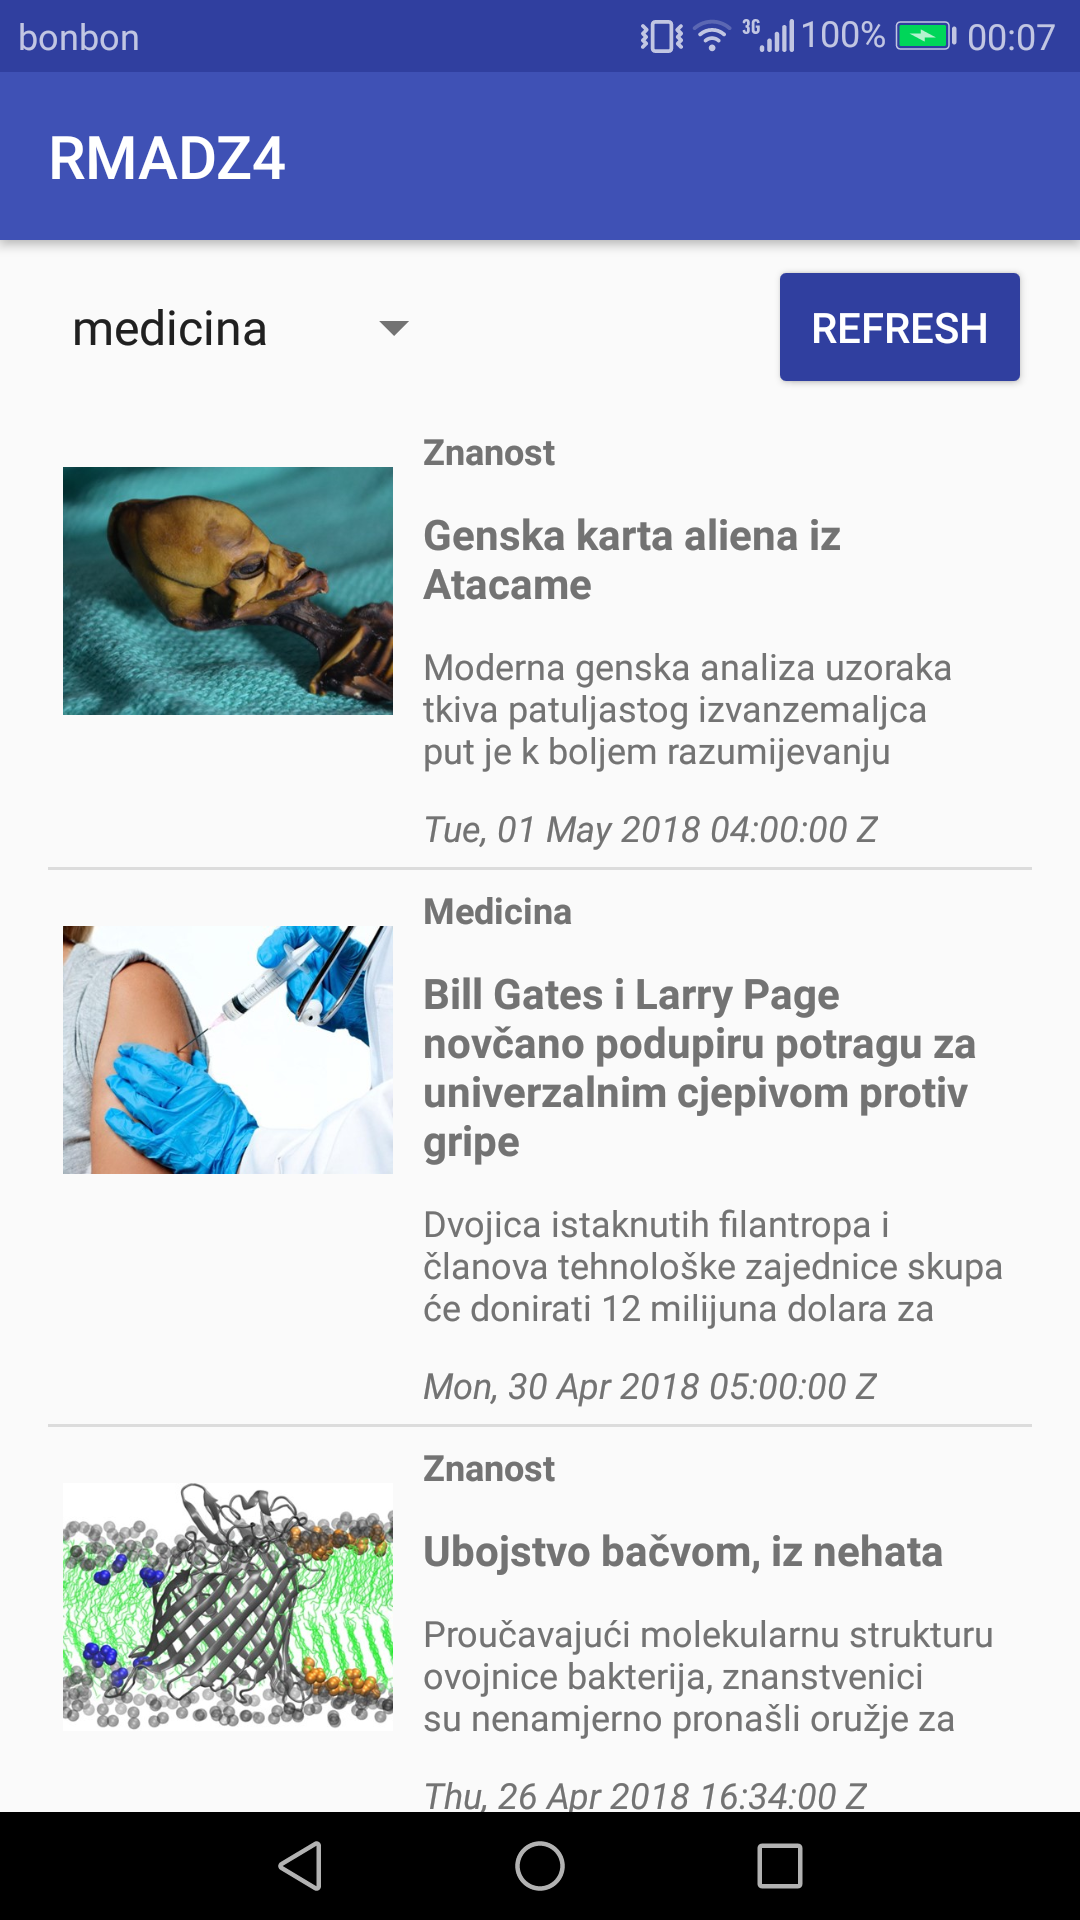 bonbon
3G 100% 00:07
RMADZ4
medicina
REFRESH
Znanost
Genska karta aliena iz
Atacame
Moderna genska analiza uzoraka
tkiva patuljastog izvanzemaljca
put je k boljem razumijevanju
Tue, 01 May 2018 04:00:00 Z
Medicina
Bill Gates i Larry Page
novčano podupiru potragu za
univerzalnim cjepivom protiv
gripe
Dvojica istaknutih filantropa i
članova tehnološke zajednice skupa
će donirati 12 milijuna dolara za
Mon, 30 Apr 2018 05:00:00 Z
Znanost
Ubojstvo bačvom, iz nehata
Proučavajući molekularnu strukturu
ovojnice bakterija, znanstvenici
su nenamjerno pronašli oružje za
Thu, 26 Apr 2018 16:34:00 Z